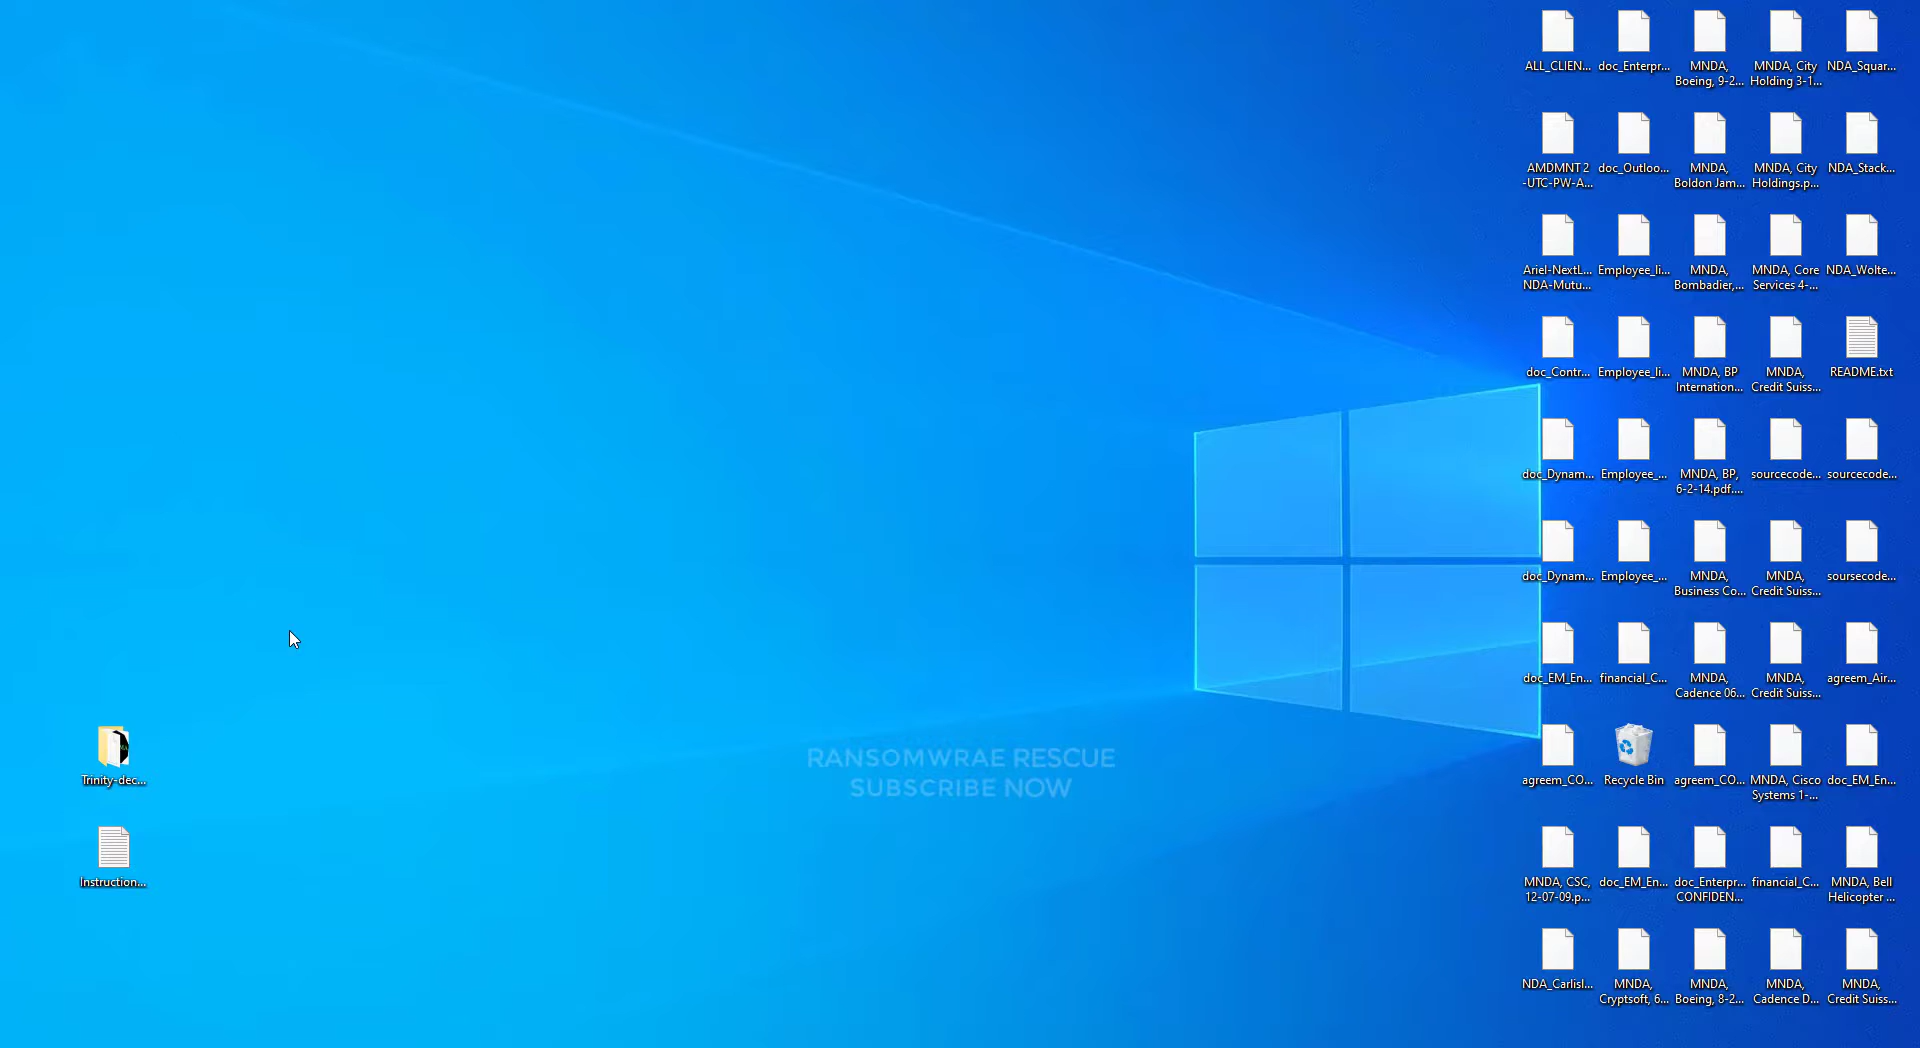 ALL_CLIEN...
doc_Enterpr...
MNDA,
Boeing, 9-2...
MNDA, City
Holding 3-1...
NDA_Squar...
AMDMNT 2
-UTC-PW-A...
doc_Outloo...
MNDA,
Boldon Jam...
MNDA, City
Holdings.p...
NDA_Stack...
Ariel-NextL...
NDA-Mutu...
Employee_li...
MNDA,
Bombadier,...
MNDA, Core
Services 4-...
NDA_Wolte...
doc_Contr...
Employee_li...
MNDA, BP
Internation...
MNDA,
Credit Suiss...
README.txt
doc_Dynam...
Employee_...
MNDA, BP,
6-2-14.pdf....
sourcecode...
sourcecode...
doc_Dynam...
Employee_...
MNDA,
Business Co...
MNDA,
Credit Suiss...
soursecode...
doc_EM_En...
financial_C...
MNDA,
Cadence 06...
MNDA,
Credit Suiss...
agreem_Air...
Trinity-dec...
RANSOMWRAE RESCUE
SUBSCRIBE NOW
agreem_CO...
Recycle Bin
agreem_CO...
MNDA, Cisco
Systems 1-...
doc_EM_En...
Instruction...
MNDA, CSC,
12-07-09.p...
doc_EM_En...
doc_Enterpr...
CONFIDEN...
financial_C...
MNDA, Bell
Helicopter ...
NDA_Carlisl...
MNDA,
Cryptsoft, 6...
MNDA,
Boeing, 8-2...
MNDA,
Cadence D...
MNDA,
Credit Suiss...